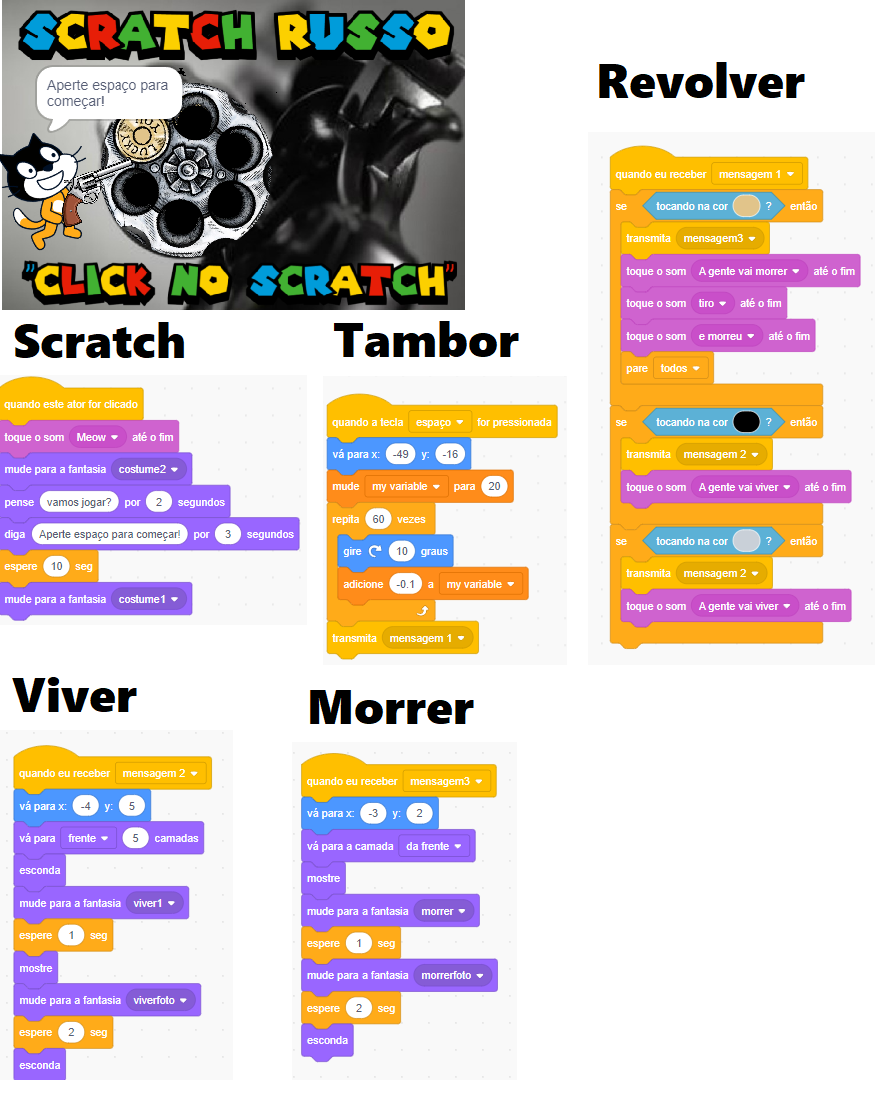 SCRATCH RUSSO
Aperte espaço para
começar!
LUCKY
YOU
"CLICK NO SCRATCH"
Revolver
quando eu receber mensagem 1
se tocando na cor ? então
transmita mensagem3
toque o som A gente vai morrer até o fim
toque o som tiro até o fim
toque o som e morreu até o fim
pare todos
se tocando na cor ? então
transmita mensagem 2
toque o som A gente vai viver até o fim
se tocando na cor ? então
transmita mensagem 2
toque o som A gente vai viver até o fim
Scratch
quando este ator for clicado
toque o som Meow até o fim
mude para a fantasia costume2
pense vamos jogar? por 2 segundos
diga Aperte espaço para começar! por 3 segundos
espere 10 seg
mude para a fantasia costume1
Tambor
quando a tecla espaço for pressionada
vá para x: -49 y: -16
mude my variable para 20
repita 60 vezes
gire 10 graus
adicione -0.1 a my variable
transmita mensagem 1
Viver
quando eu receber mensagem 2
vá para x: -4 y: 5
vá para frente 5 camadas
esconda
mude para a fantasia viver1
espere 1 seg
mostre
mude para a fantasia viverfoto
espere 2 seg
esconda
Morrer
quando eu receber mensagem3
vá para x: -3 y: 2
vá para a camada da frente
mostre
mude para a fantasia morrer
espere 1 seg
mude para a fantasia morrerfoto
espere 2 seg
esconda